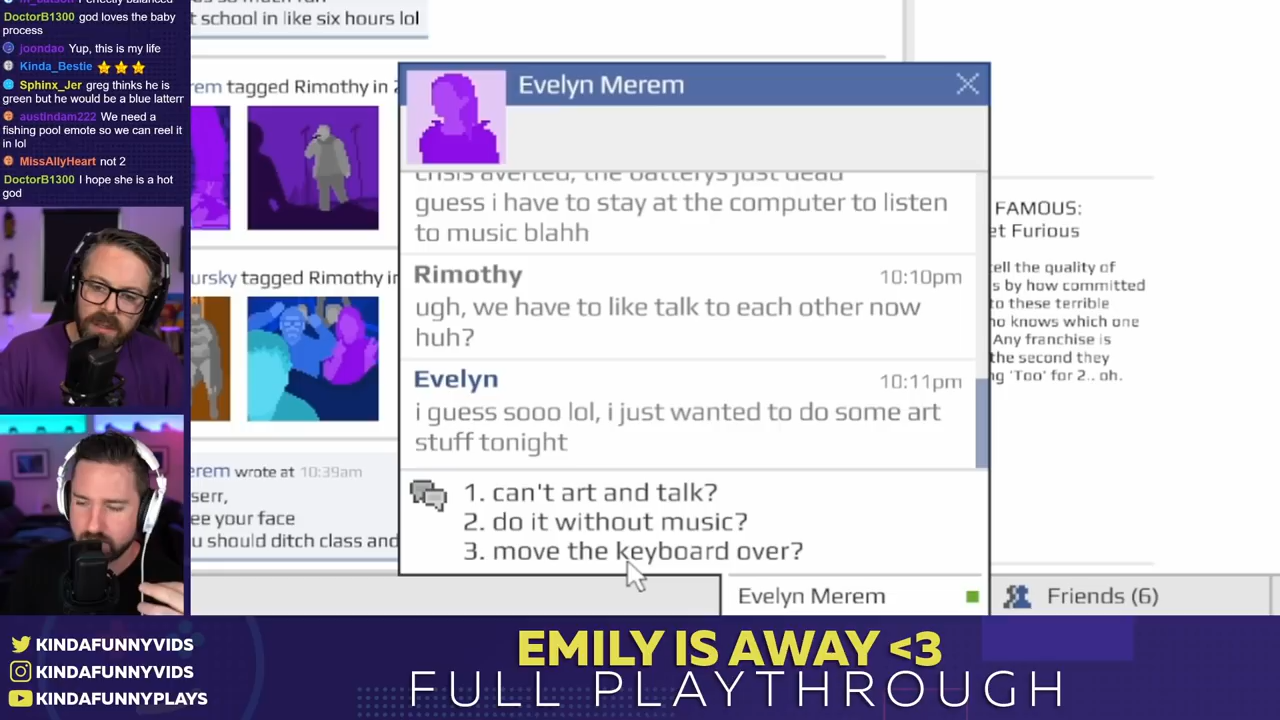 DoctorB1300 god loves the baby
process
joondao Yup, this is my life
Kinda_Bestie
Sphinx_Jer greg thinks he is
green but he would be a blue lattern
austindam222 We need a
fishing pool emote so we can reel it
in lol
MissAllyHeart not 2
DoctorB1300 I hope she is a hot
god
t school in like six hours lol
rem tagged Rimothy in
ursky tagged Rimothy in
erem wrote at 10:39am
serr,
ee your face
u should ditch class and
Evelyn Merem
crisis averted, the batterys just dead
guess i have to stay at the computer to listen
to music blahh
Rimothy 10:10pm
ugh, we have to like talk to each other now
huh?
Evelyn 10:11pm
i guess sooo lol, i just wanted to do some art
stuff tonight
1. can't art and talk?
2. do it without music?
3. move the keyboard over?
Evelyn Merem
FAMOUS:
et Furious
ell the quality of
s by how committed
to these terrible
o knows which one
Any franchise is
the second they
g 'Too' for 2.. oh.
Friends (6)
KINDAFUNNYVIDS
KINDAFUNNYVIDS
KINDAFUNNYPLAYS
EMILY IS AWAY <3
FULL PLAYTHROUGH